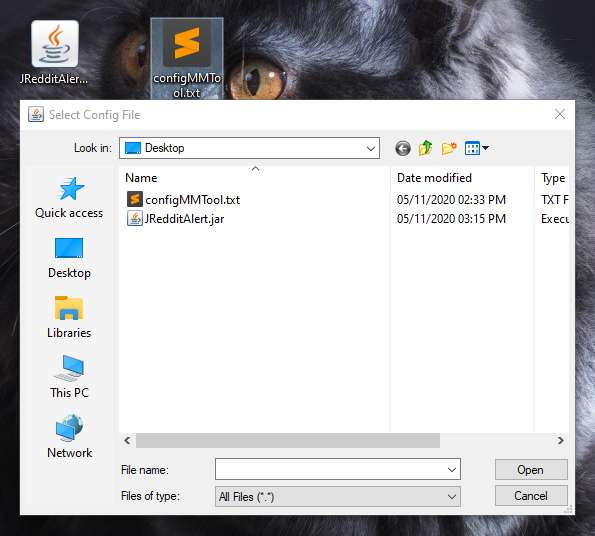 JRedditAler...
configMMTo
ol.txt
Select Config File
Look in:
Desktop
Name
Date modified
Type
configMMTool.txt
05/11/2020 02:33 PM
TXT F
JRedditAlert.jar
05/11/2020 03:15 PM
Execu
Quick access
Desktop
Libraries
This PC
Network
File name:
Open
Files of type:
All Files (*.*)
Cancel